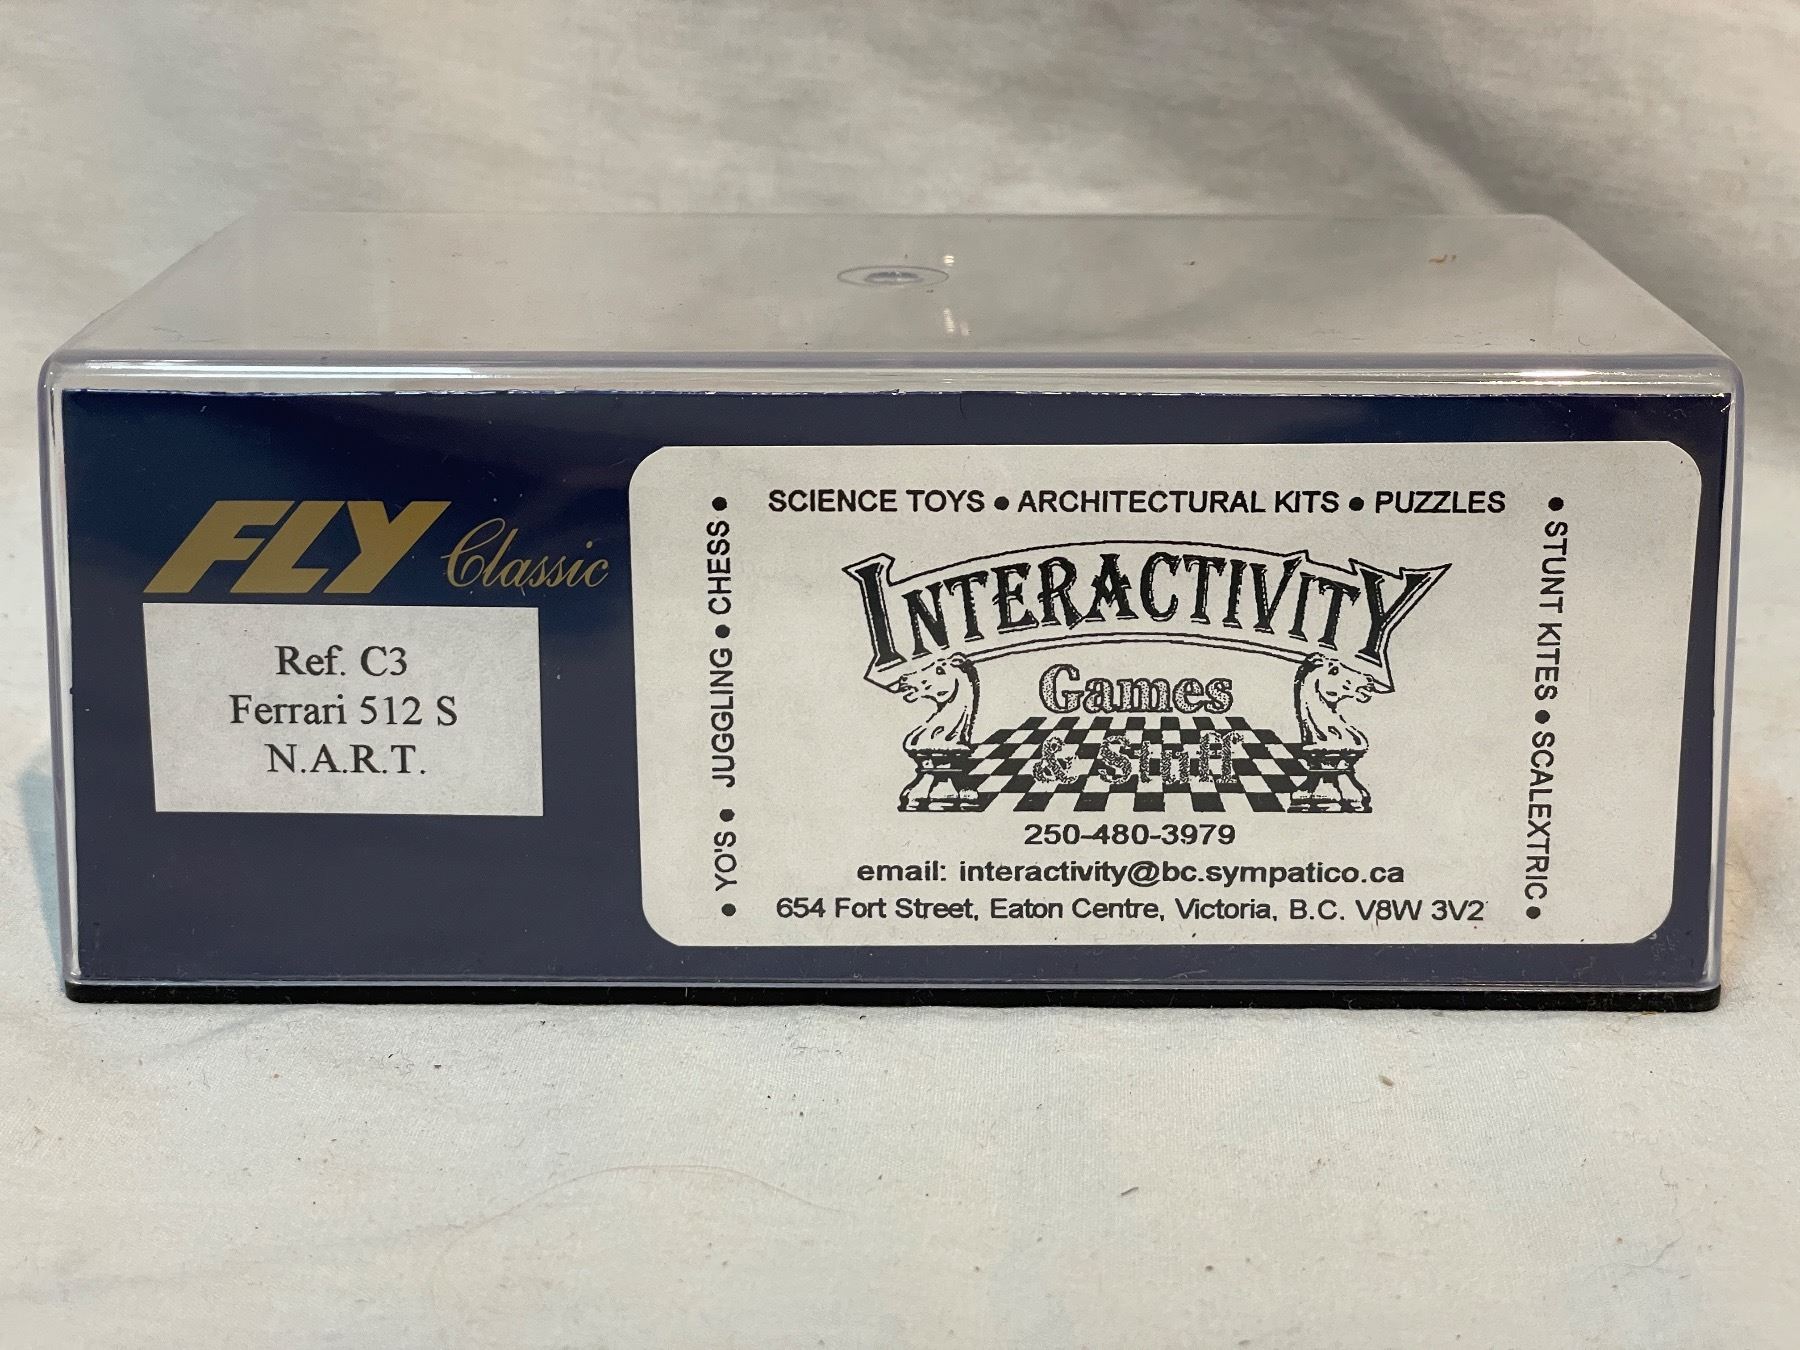 FLY Classic
Ref. C3
Ferrari 512 S
N.A.R.T.
SCIENCE TOYS • ARCHITECTURAL KITS • PUZZLES
• YO'S • JUGGLING • CHESS •
INTERACTIVITY
Games
& Stuff
• STUNT KITES • SCALEXTRIC •
250-480-3979
email: interactivity@bc.sympatico.ca
654 Fort Street, Eaton Centre, Victoria, B.C. V8W 3V2